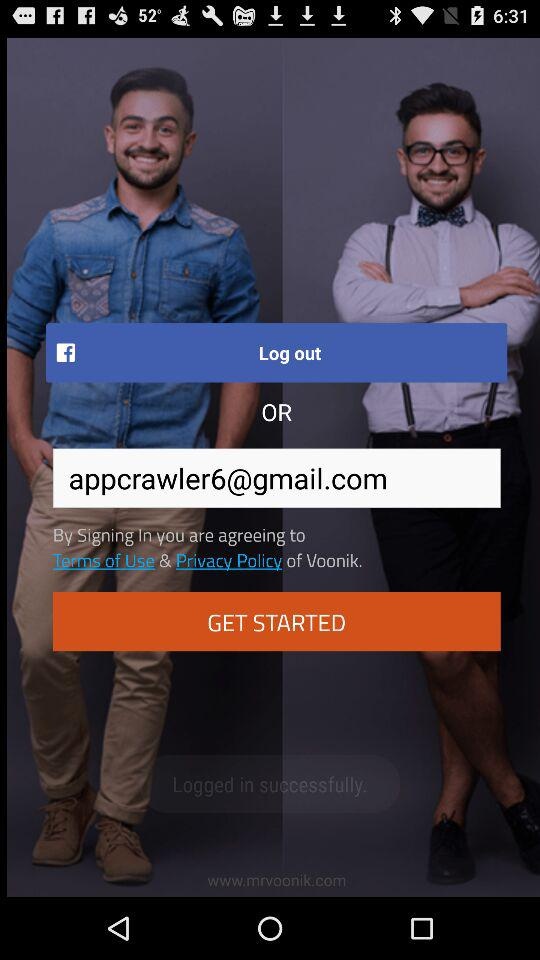 52° 6:31
Log out
OR
appcrawler6@gmail.com
By Signing In you are agreeing to
Terms of Use & Privacy Policy of Voonik.
GET STARTED
Logged in successfully.
www.mrvoonik.com